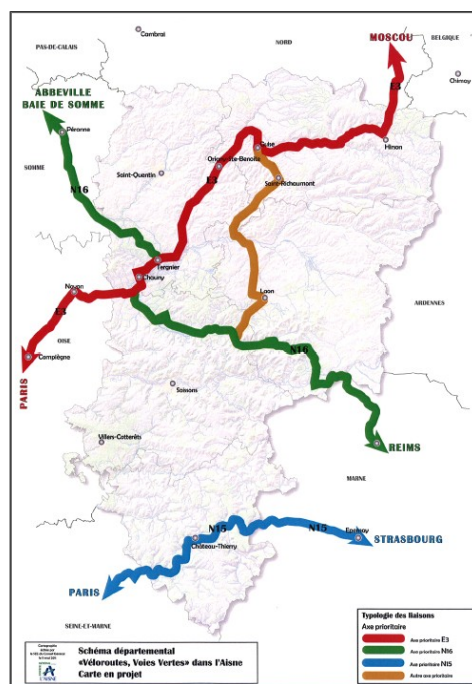 Cambrai
NORD
MOSCOU
BELGIQUE
PAS-DE-CALAIS
Chimay
ABBEVILLE
BAIE DE SOMME
E3
Péronne
Guise
Hirson
Origny-Ste-Benoite
SOMME
Saint-Quentin
E3
Saint-Richaumont
N16
Tergnier
Chauny
Noyon
Laon
ARDENNES
E3
OISE
N16
Compiègne
PARIS
Soissons
Villers-Cotterêts
REIMS
MARNE
N15
N15
Epernay
STRASBOURG
Château-Thierry
PARIS
SEINE-ET-MARNE
Typologie des liaisons
Axe prioritaire
Axe prioritaire E3
Axe prioritaire N16
Axe prioritaire N15
Autre axe prioritaire
Cartographie
AISNE
Schéma départemental
«Véloroutes, Voies Vertes» dans l'Aisne
Carte en projet